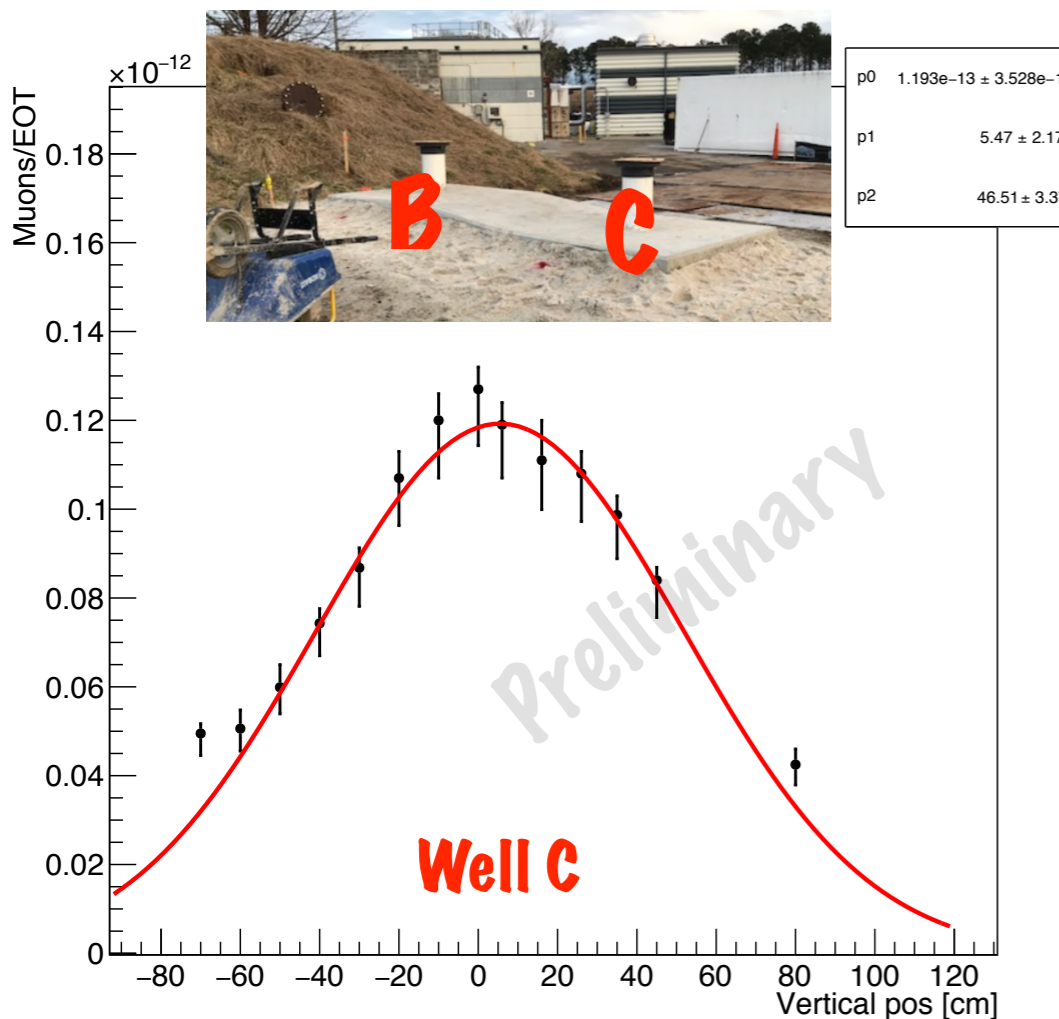 ×10⁻¹²
Muons/EOT
0.18
0.16
0.14
0.12
0.1
0.08
0.06
0.04
0.02
0
−80 −60 −40 −20 0 20 40 60 80 100 120
Vertical pos [cm]
B
C
p0 1.193e−13 ± 3.528e−1
p1 5.47 ± 2.17
p2 46.51 ± 3.3
Preliminary
Well C